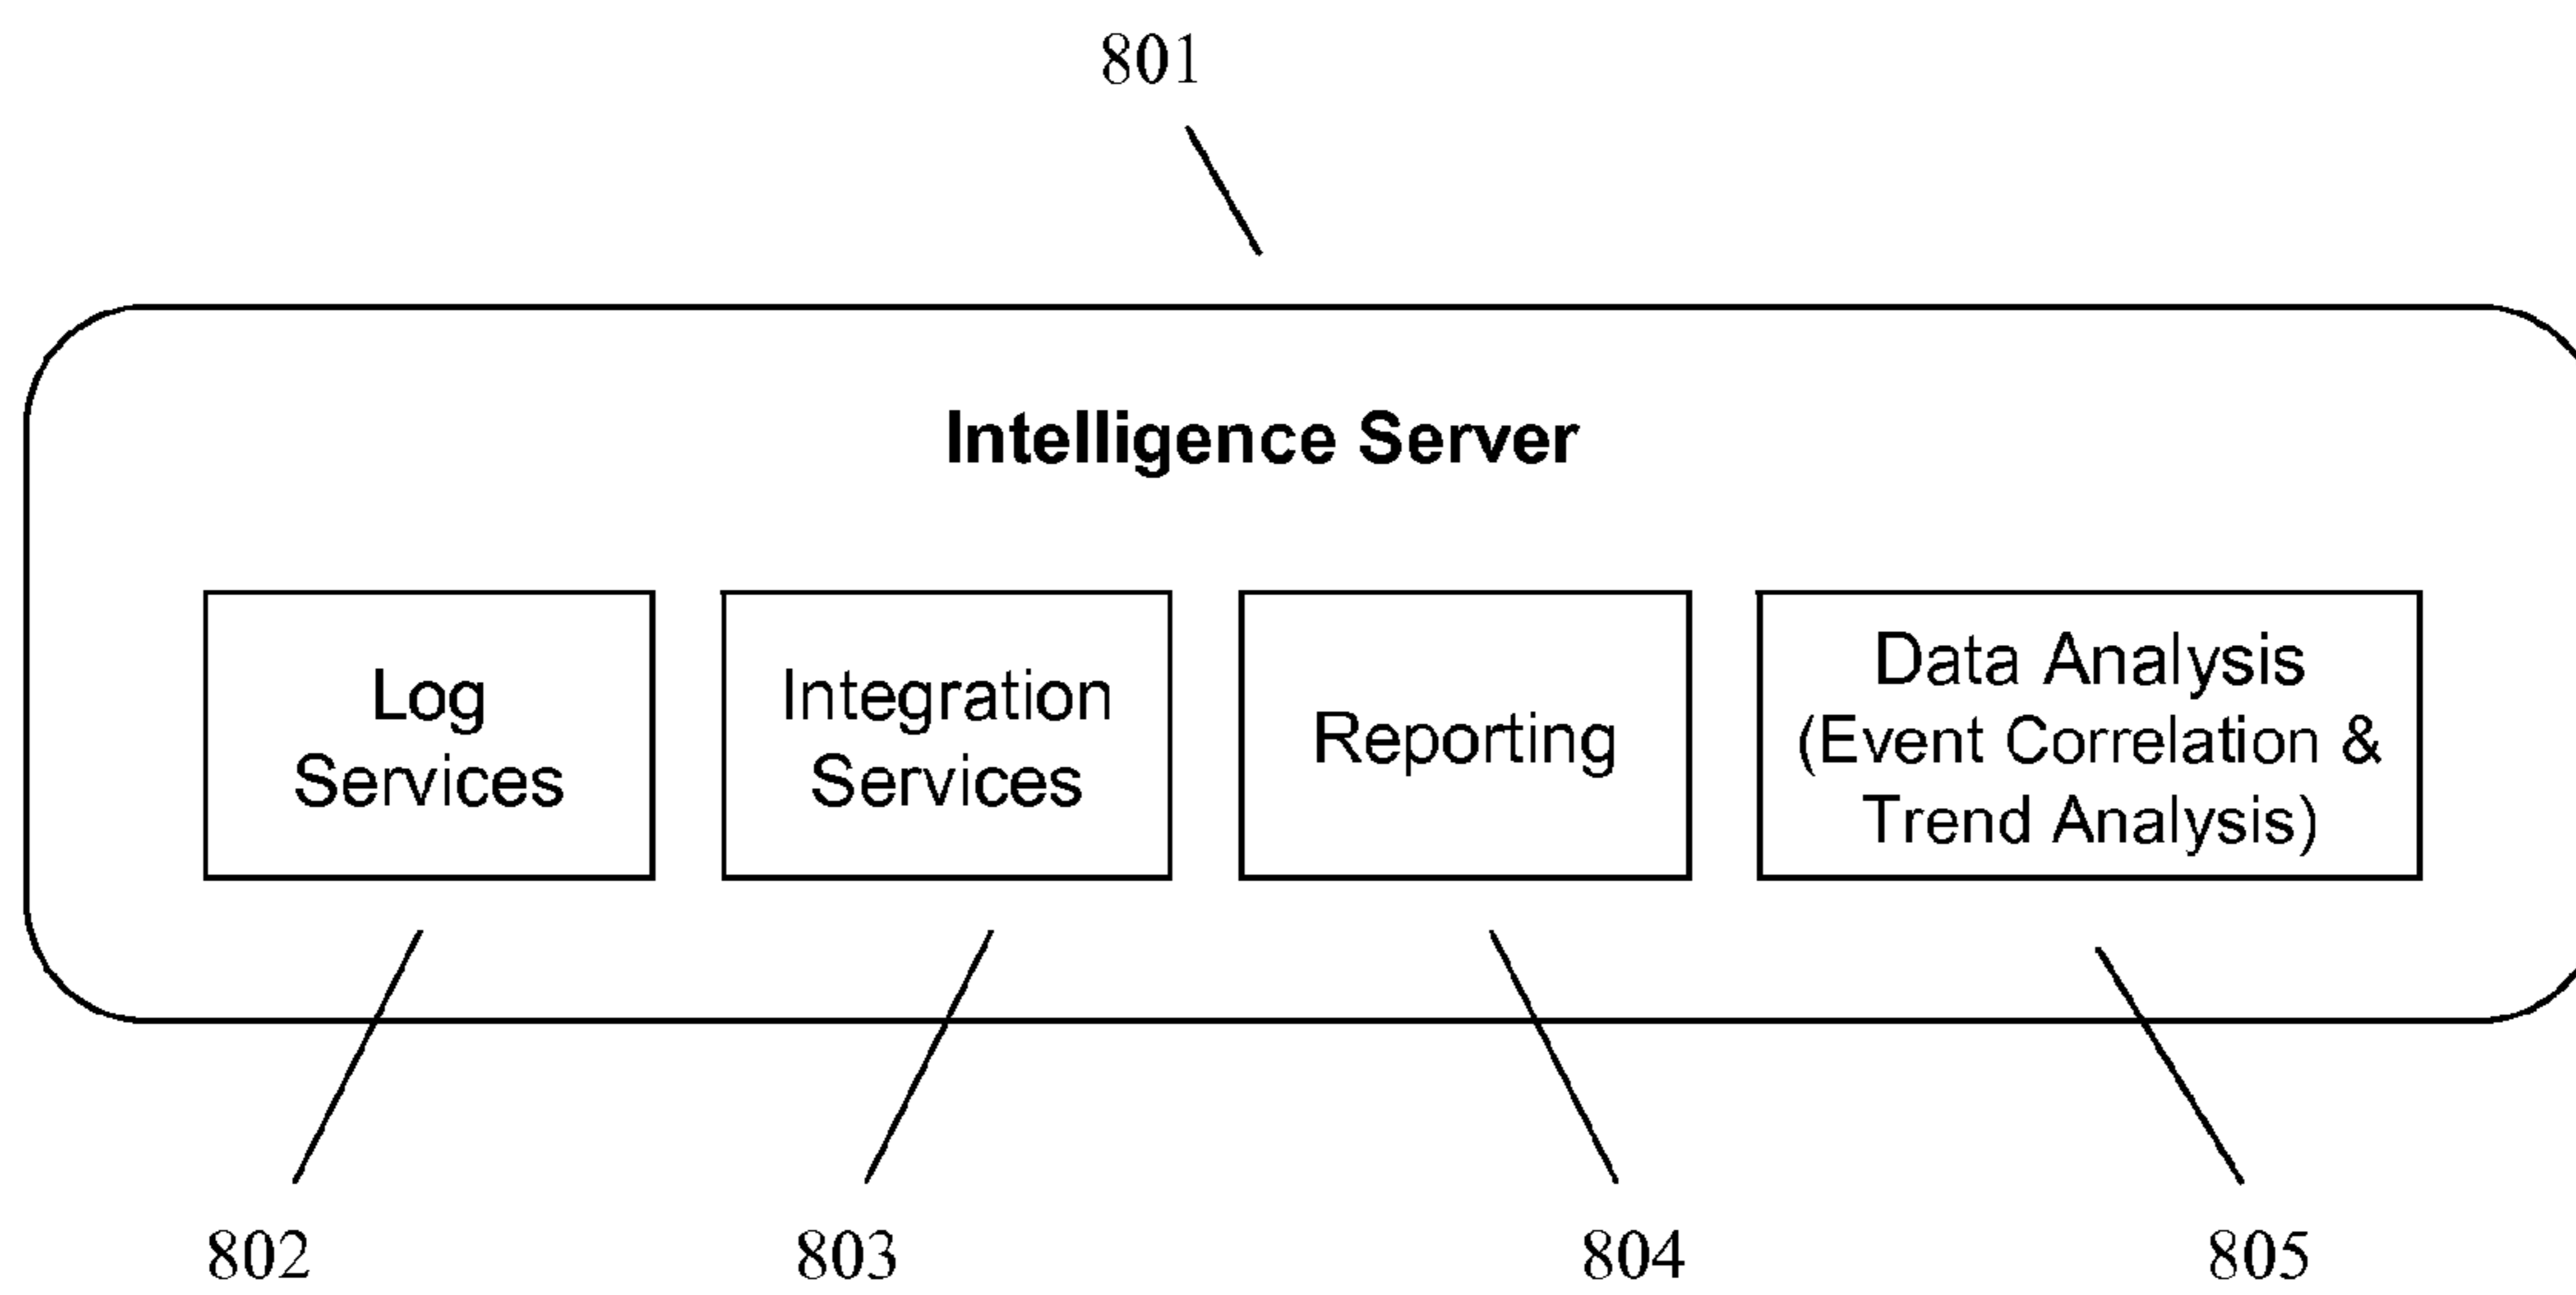 801
Intelligence Server
Log
Services
Integration
Services
Reporting
Data Analysis
(Event Correlation &
Trend Analysis)
802
803
804
805